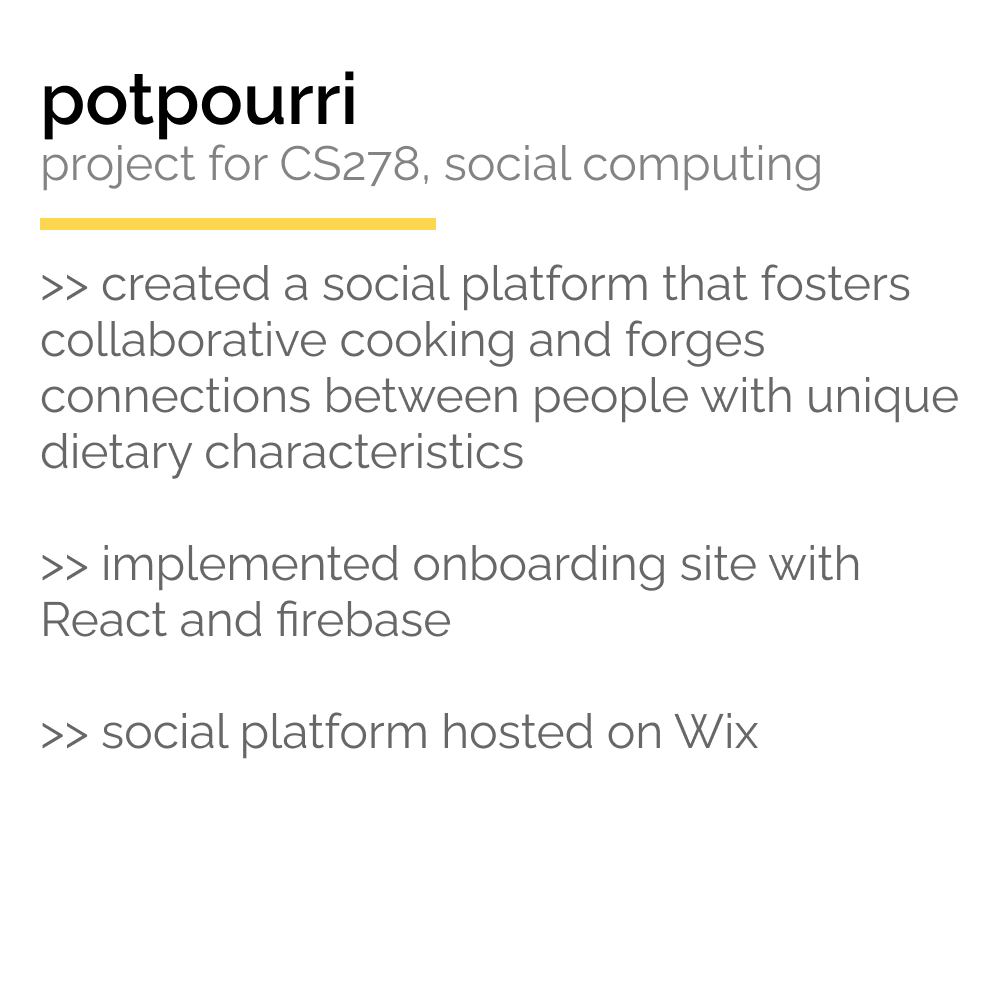 potpourri
project for CS278, social computing
>> created a social platform that fosters
collaborative cooking and forges
connections between people with unique
dietary characteristics
>> implemented onboarding site with
React and firebase
>> social platform hosted on Wix